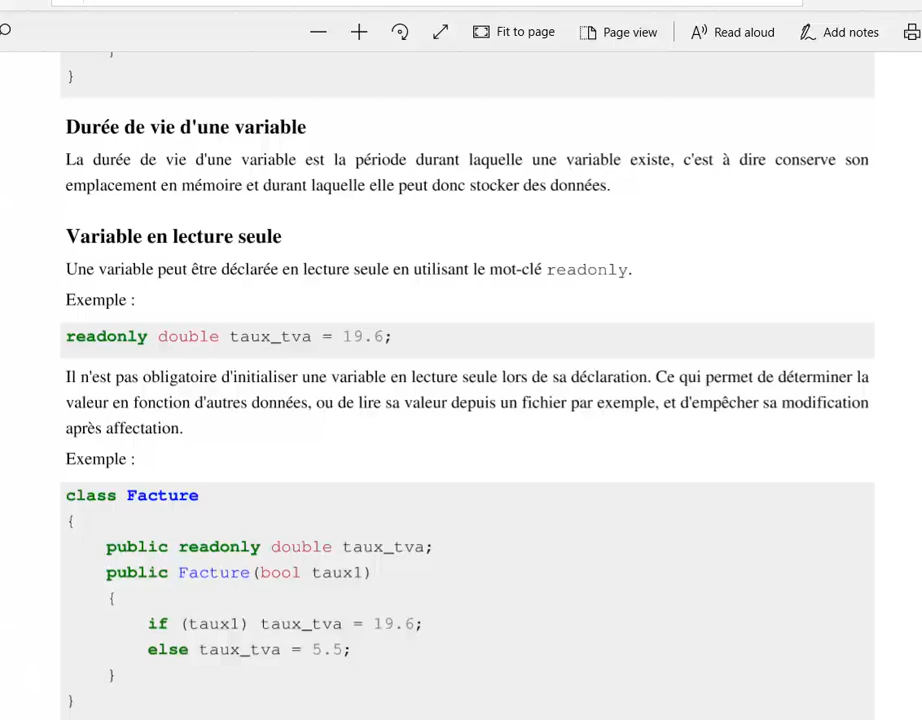 Fit to page
Page view
Read aloud
Add notes
}
}
Durée de vie d'une variable
La durée de vie d'une variable est la période durant laquelle une variable existe, c'est à dire conserve son
emplacement en mémoire et durant laquelle elle peut donc stocker des données.
Variable en lecture seule
Une variable peut être déclarée en lecture seule en utilisant le mot-clé readonly.
Exemple :
readonly double taux_tva = 19.6;
Il n'est pas obligatoire d'initialiser une variable en lecture seule lors de sa déclaration. Ce qui permet de déterminer la
valeur en fonction d'autres données, ou de lire sa valeur depuis un fichier par exemple, et d'empêcher sa modification
après affectation.
Exemple :
class Facture
{
public readonly double taux_tva;
public Facture(bool taux1)
{
if (taux1) taux_tva = 19.6;
else taux_tva = 5.5;
}
}